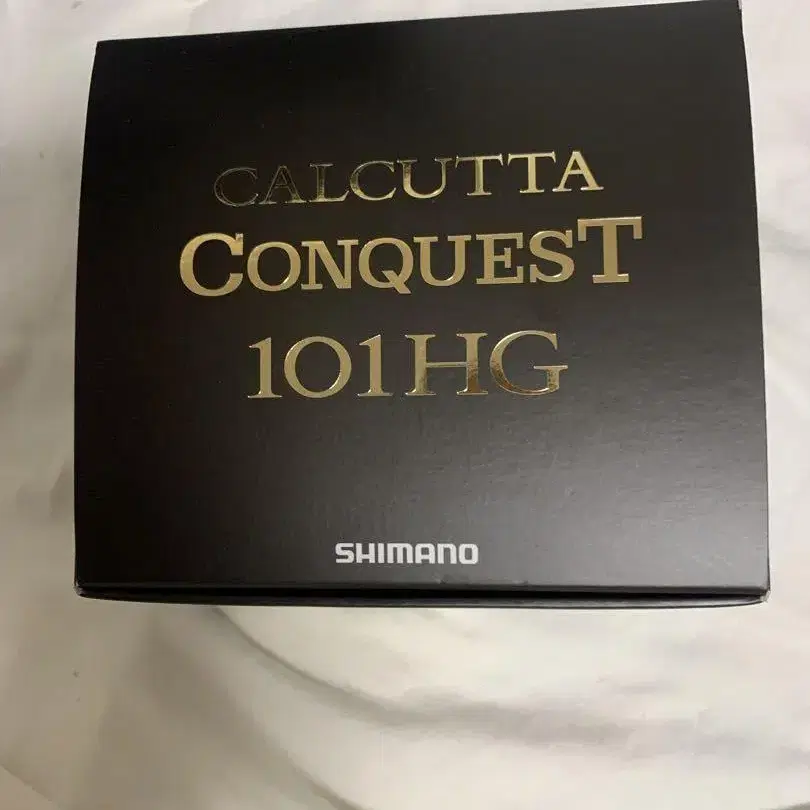 CALCUTTA
CONQUEST
101HG
SHIMANO